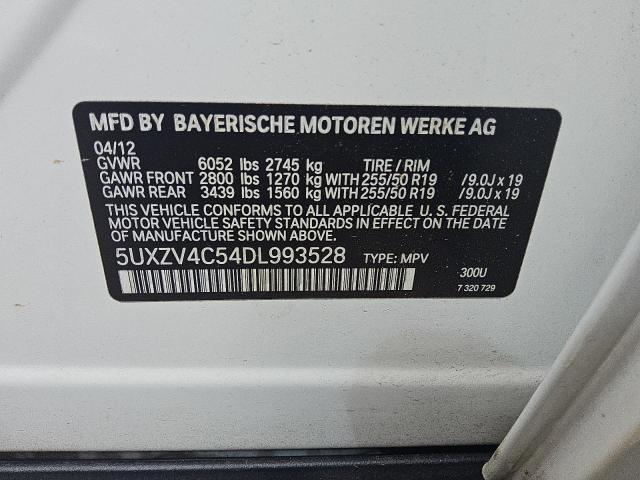 MFD BY BAYERISCHE MOTOREN WERKE AG
04/12
GVWR 6052 lbs 2745 kg TIRE / RIM
GAWR FRONT 2800 lbs 1270 kg WITH 255/50 R19 /9.0J x 19
GAWR REAR 3439 lbs 1560 kg WITH 255/50 R19 /9.0J x 19
THIS VEHICLE CONFORMS TO ALL APPLICABLE U. S. FEDERAL
MOTOR VEHICLE SAFETY STANDARDS IN EFFECT ON THE DATE
OF MANUFACTURE SHOWN ABOVE.
5UXZV4C54DL993528 TYPE: MPV
300U
7 320 729